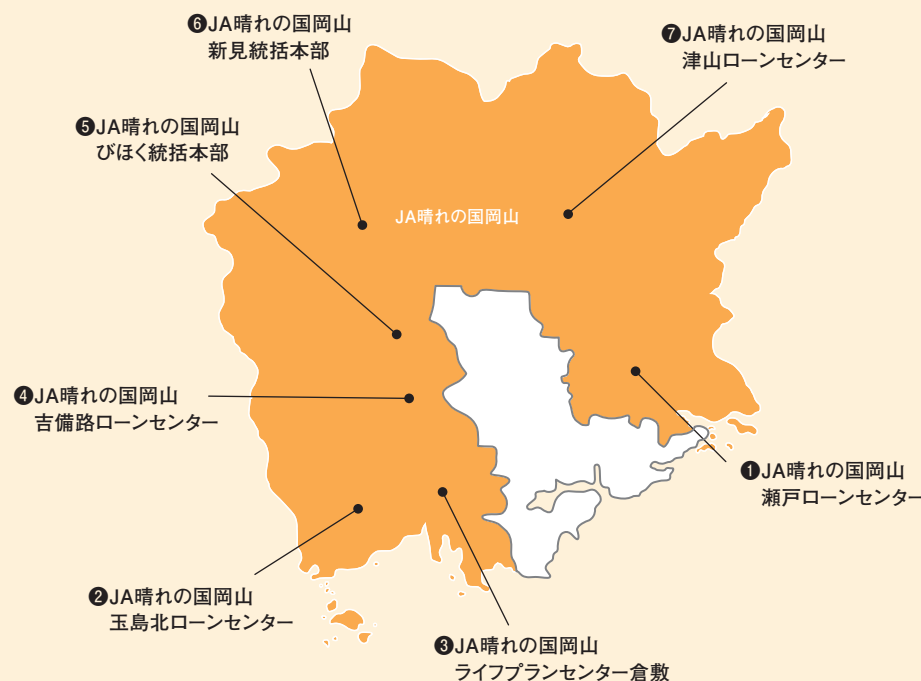 ❻JA晴れの国岡山
新見統括本部
❼JA晴れの国岡山
津山ローンセンター
❺JA晴れの国岡山
びほく統括本部
JA晴れの国岡山
❹JA晴れの国岡山
吉備路ローンセンター
❶JA晴れの国岡山
瀬戸ローンセンター
❷JA晴れの国岡山
玉島北ローンセンター
❸JA晴れの国岡山
ライフプランセンター倉敷